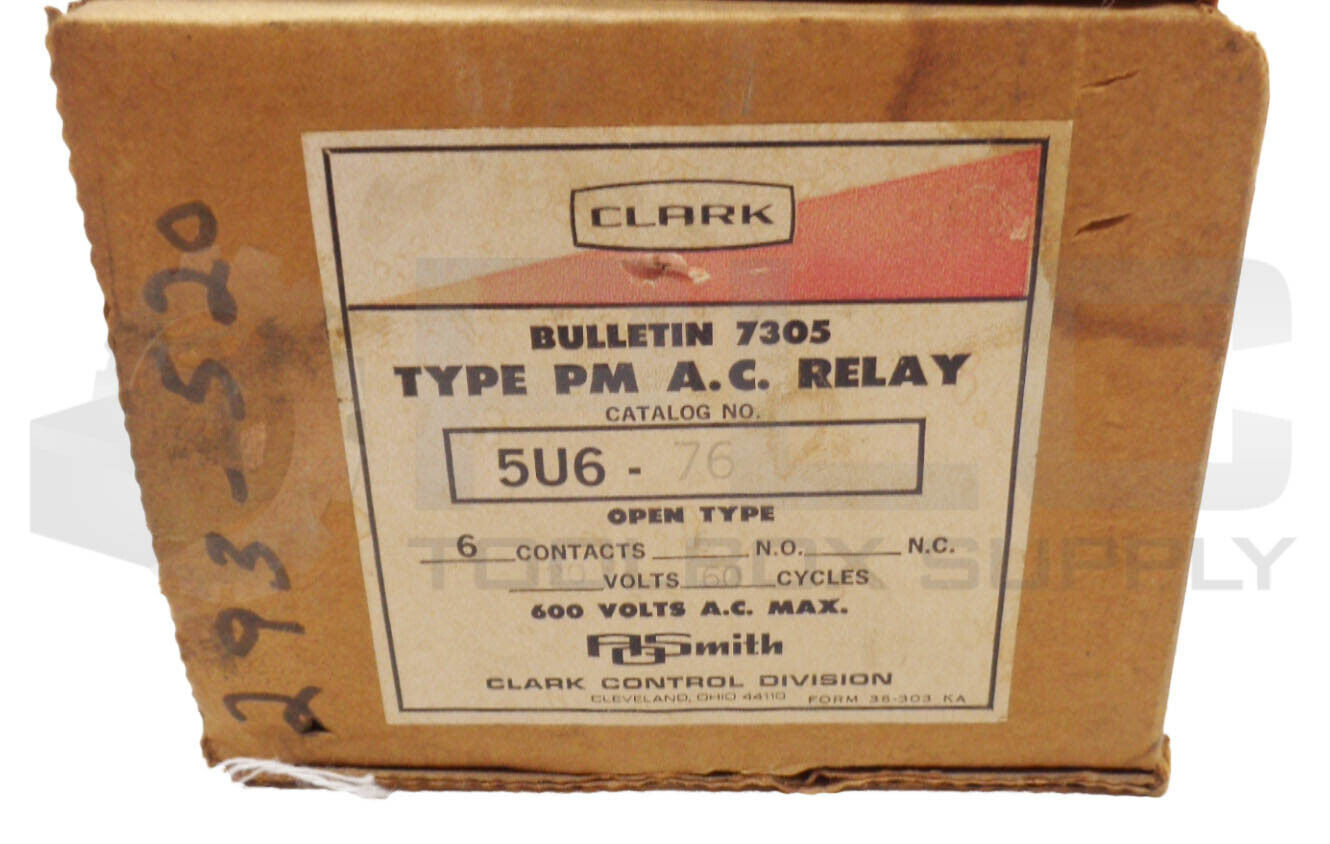 CLARK
BULLETIN 7305
TYPE PM A.C. RELAY
CATALOG NO.
5U6 - 76
OPEN TYPE
6 CONTACTS N.O. N.C.
VOLTS 60 CYCLES
600 VOLTS A.C. MAX.
AOSmith
CLARK CONTROL DIVISION
CLEVELAND, OHIO 44110 FORM 36-303 KA
293-520
TOOL BOX SUPPLY